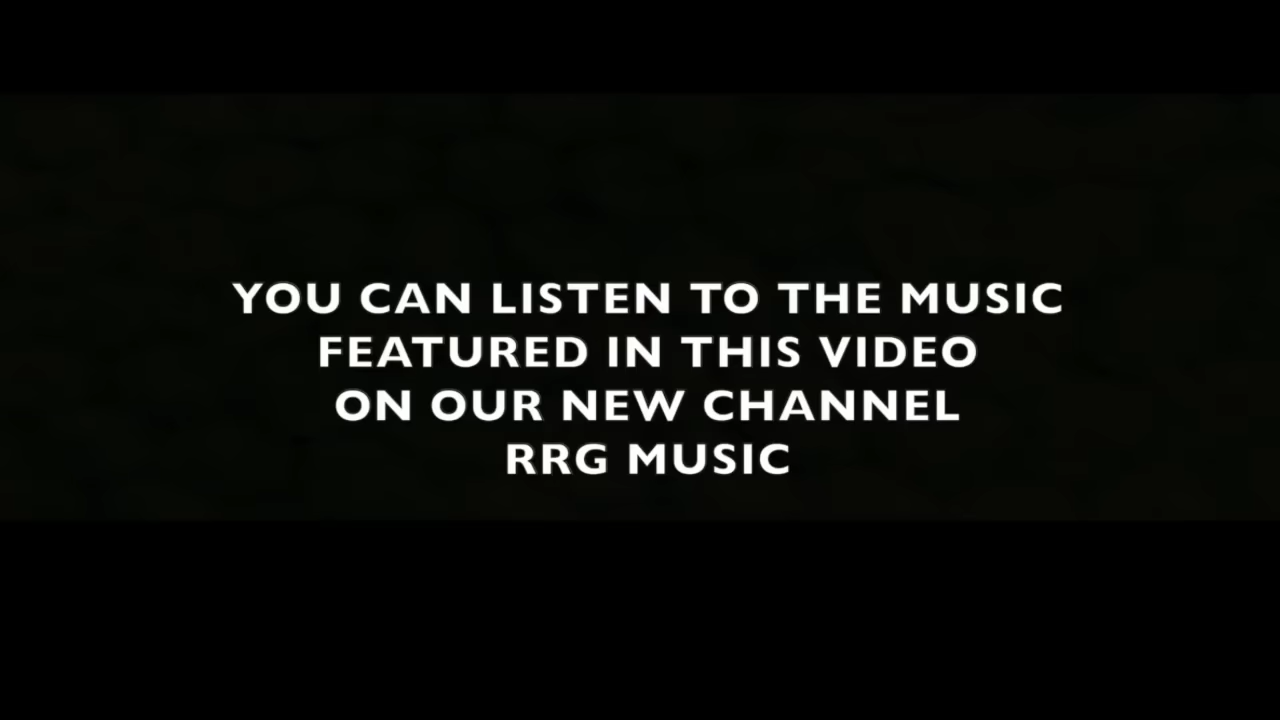 YOU CAN LISTEN TO THE MUSIC
FEATURED IN THIS VIDEO
ON OUR NEW CHANNEL
RRG MUSIC